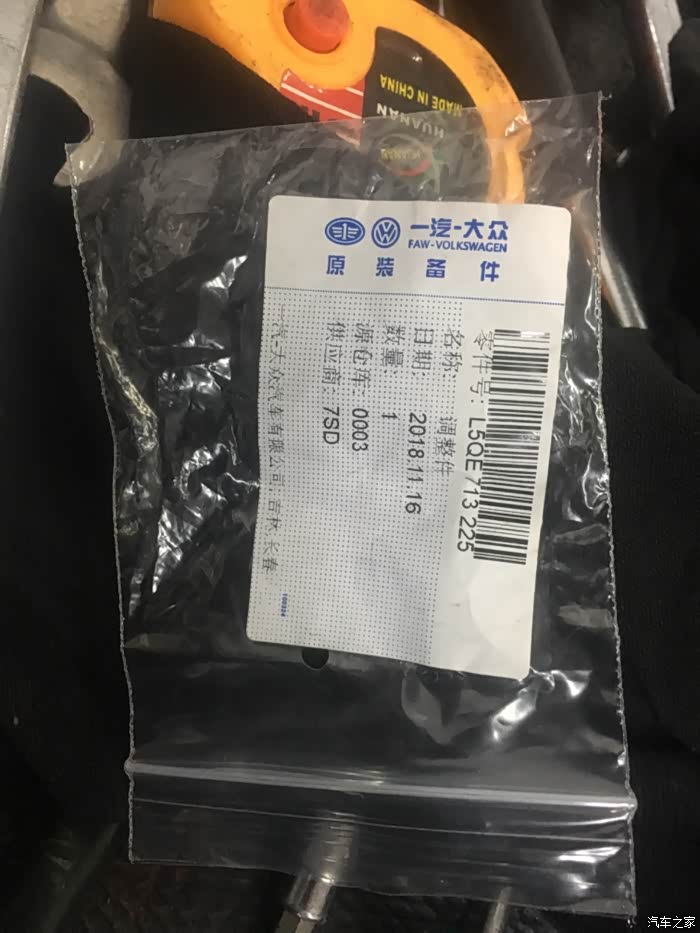 MADE IN CHINA
HUANAN
HUANAN
一汽-大众
FAW-VOLKSWAGEN
原装备件
零件号: L5QE 713 225
名称: 调整件
日期: 2018.11.16
数量: 1
源仓库: 0003
供应商: 7SD
一汽大众汽车有限公司:
长春
汽车之家